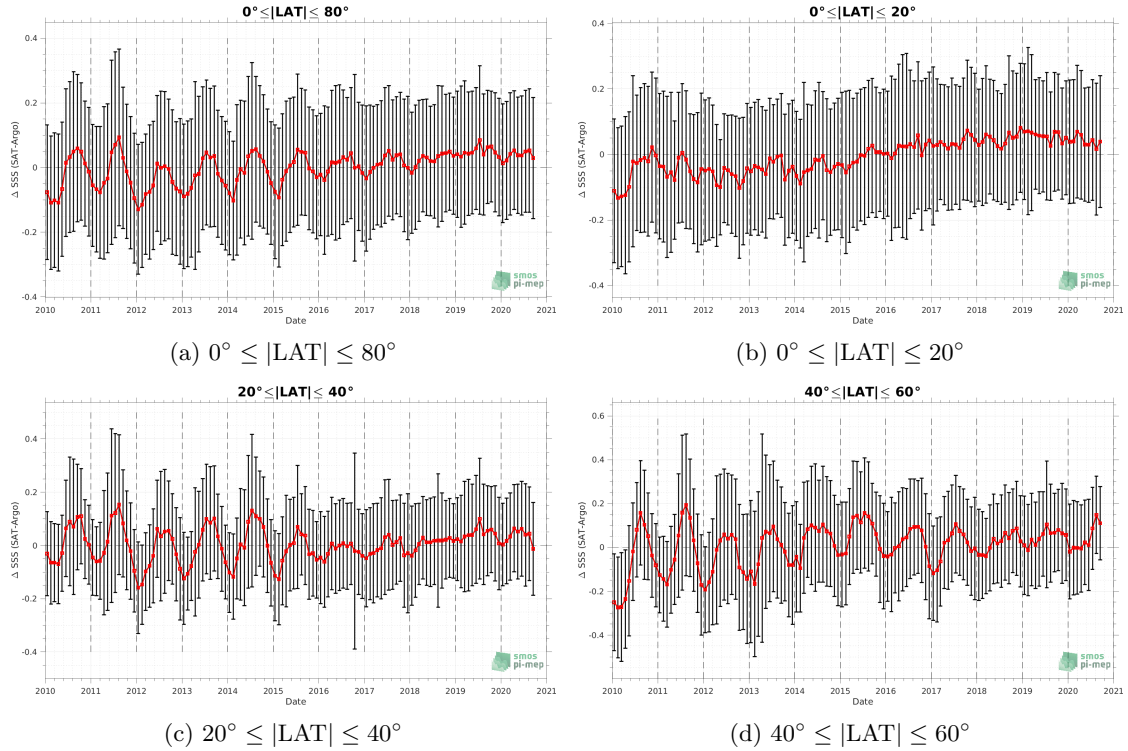 0°≤|LAT|≤ 80°
Δ SSS (SAT-Argo)
0.4
0.2
0
-0.2
-0.4
2010 2011 2012 2013 2014 2015 2016 2017 2018 2019 2020 2021
Date
smos
pi-mep
(a) 0° ≤ |LAT| ≤ 80°
0°≤|LAT|≤ 20°
Δ SSS (SAT-Argo)
0.4
0.2
0
-0.2
-0.4
2010 2011 2012 2013 2014 2015 2016 2017 2018 2019 2020 2021
Date
smos
pi-mep
(b) 0° ≤ |LAT| ≤ 20°
20°≤|LAT|≤ 40°
Δ SSS (SAT-Argo)
0.4
0.2
0
-0.2
-0.4
2010 2011 2012 2013 2014 2015 2016 2017 2018 2019 2020 2021
Date
smos
pi-mep
(c) 20° ≤ |LAT| ≤ 40°
40°≤|LAT|≤ 60°
Δ SSS (SAT-Argo)
0.6
0.4
0.2
0
-0.2
-0.4
2010 2011 2012 2013 2014 2015 2016 2017 2018 2019 2020 2021
Date
smos
pi-mep
(d) 40° ≤ |LAT| ≤ 60°